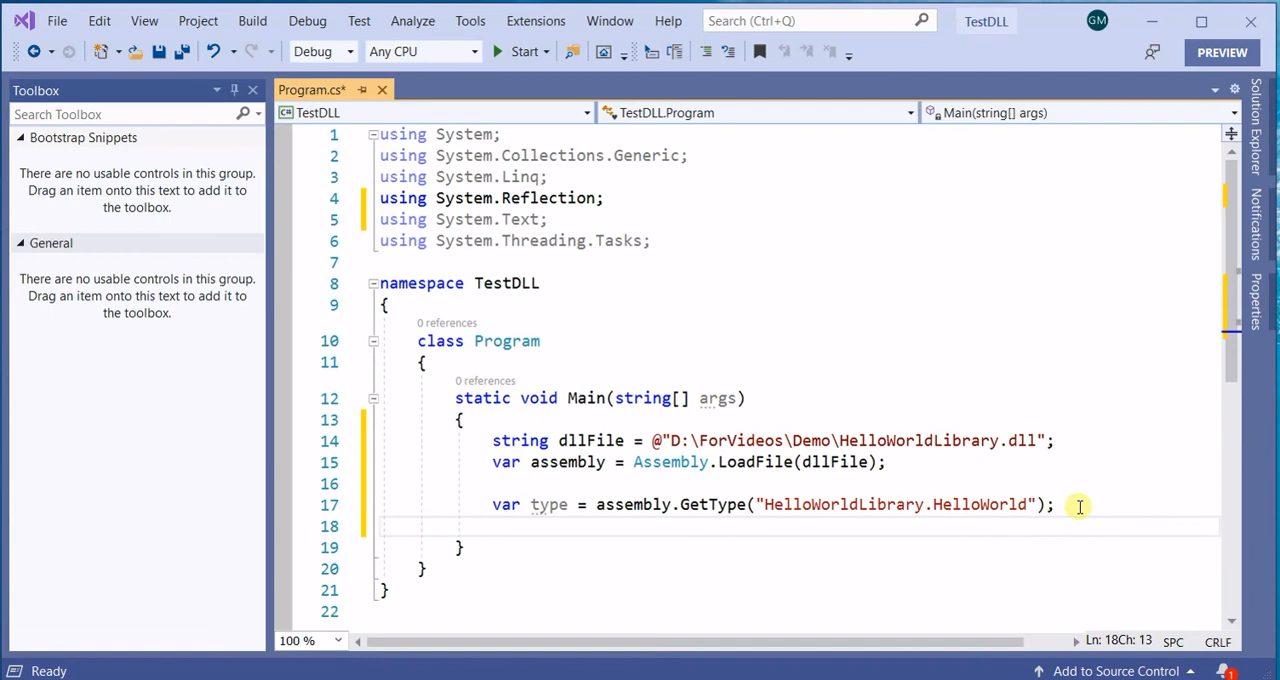 File Edit View Project Build Debug Test Analyze Tools Extensions Window Help Search (Ctrl+Q) TestDLL GM
Debug Any CPU Start PREVIEW
Toolbox
Search Toolbox
Bootstrap Snippets
There are no usable controls in this group.
Drag an item onto this text to add it to
the toolbox.
General
There are no usable controls in this group.
Drag an item onto this text to add it to
the toolbox.
Program.cs*
C# TestDLL TestDLL.Program Main(string[] args)
1 using System;
2 using System.Collections.Generic;
3 using System.Linq;
4 using System.Reflection;
5 using System.Text;
6 using System.Threading.Tasks;
7
8 namespace TestDLL
9 {
0 references
10 class Program
11 {
0 references
12 static void Main(string[] args)
13 {
14 string dllFile = @"D:\ForVideos\Demo\HelloWorldLibrary.dll";
15 var assembly = Assembly.LoadFile(dllFile);
16
17 var type = assembly.GetType("HelloWorldLibrary.HelloWorld");
18
19 }
20 }
21 }
22
100 % Ln: 18 Ch: 13 SPC CRLF
Solution Explorer
Notifications
Properties
Ready Add to Source Control 1